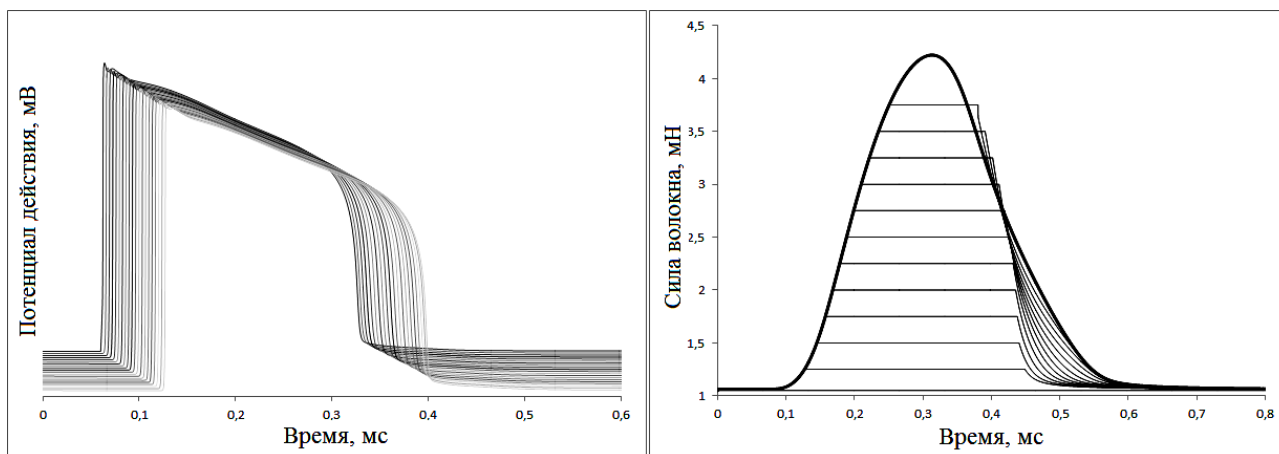 Потенциал действия, мВ
0 0,1 0,2 0,3 0,4 0,5 0,6
Время, мс
Сила волокна, мН
4,5
4
3,5
3
2,5
2
1,5
1
0 0,1 0,2 0,3 0,4 0,5 0,6 0,7 0,8
Время, мс